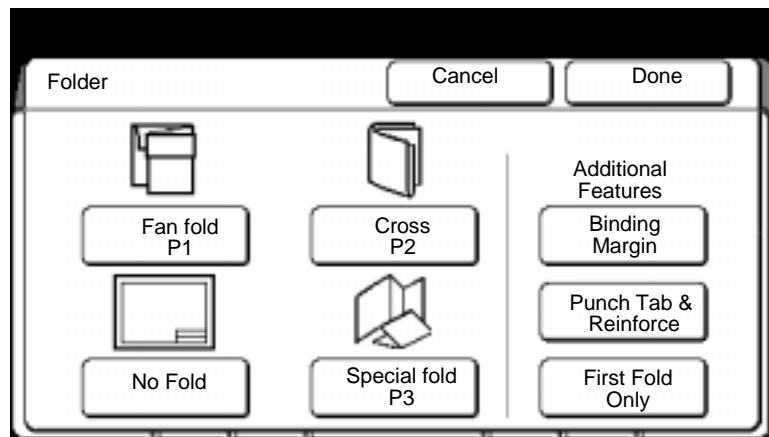 Folder
Cancel
Done
Fan fold
P1
Cross
P2
No Fold
Special fold
P3
Additional
Features
Binding
Margin
Punch Tab &
Reinforce
First Fold
Only